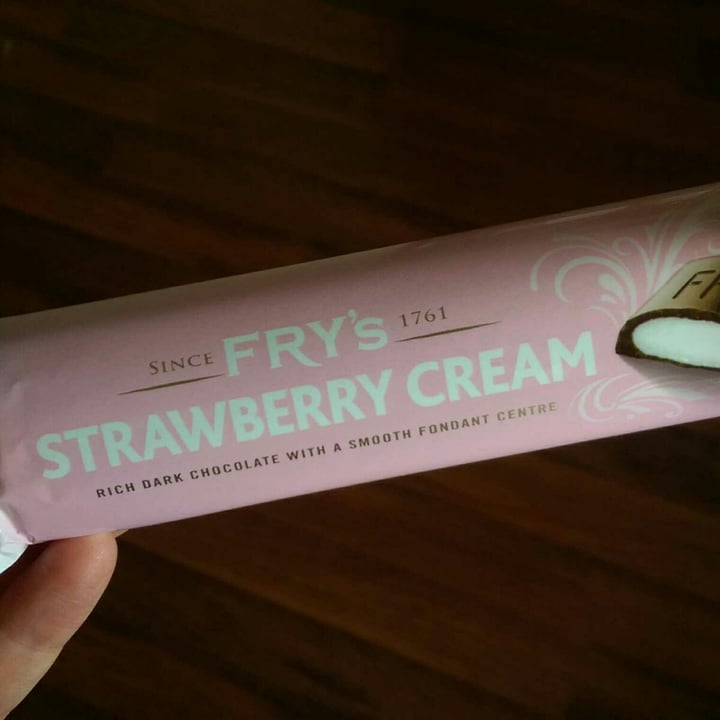 SINCE FRY's 1761
STRAWBERRY CREAM
RICH DARK CHOCOLATE WITH A SMOOTH FONDANT CENTRE